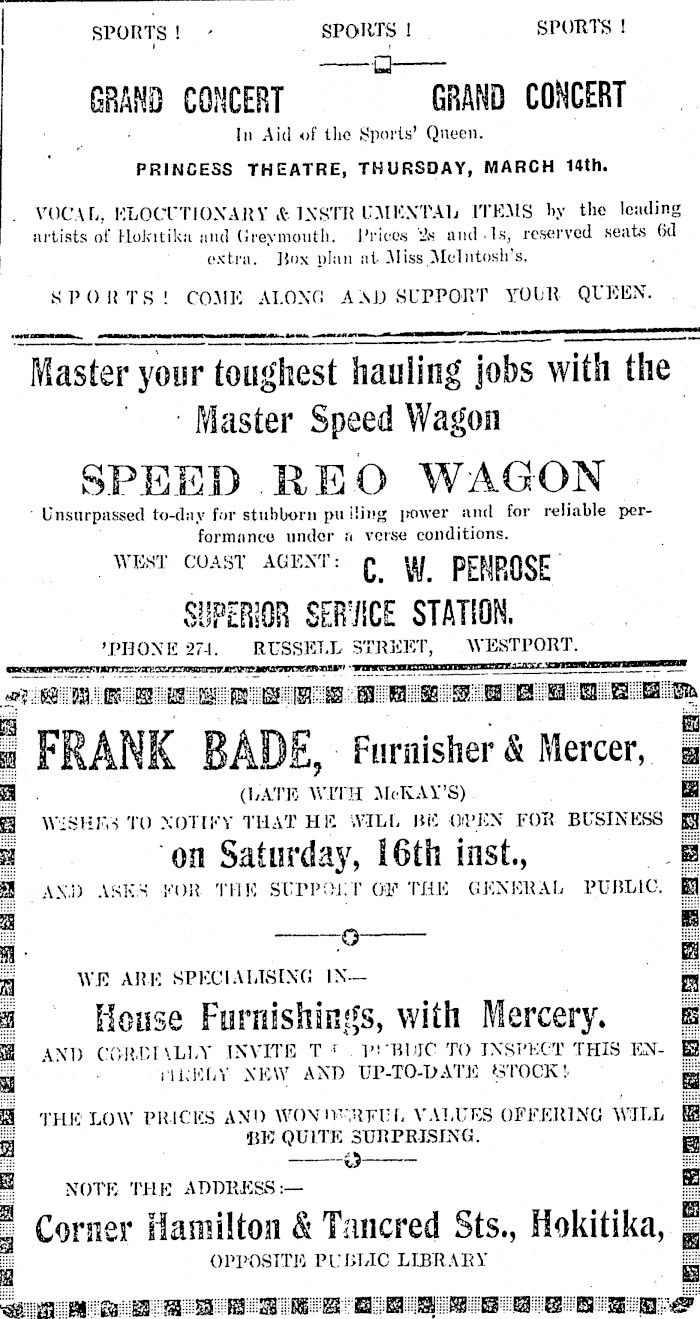 SPORTS ! SPORTS ! SPORTS !
GRAND CONCERT GRAND CONCERT
In Aid of the Sports' Queen.
PRINCESS THEATRE, THURSDAY, MARCH 14th.
VOCAL, ELOCUTIONARY & INSTRUMENTAL ITEMS by the leading
artists of Hokitika and Greymouth. Prices 2s and 1s, reserved seats 6d
extra. Box plan at Miss McIntosh's.
SPORTS! COME ALONG AND SUPPORT YOUR QUEEN.
Master your toughest hauling jobs with the
Master Speed Wagon
SPEED REO WAGON
Unsurpassed to-day for stubborn pulling power and for reliable per-
formance under a verse conditions.
WEST COAST AGENT: C. W. PENROSE
SUPERIOR SERVICE STATION.
'PHONE 274. RUSSELL STREET, WESTPORT.
FRANK BADE, Furnisher & Mercer,
(LATE WITH McKAY'S)
WISHES TO NOTIFY THAT HE WILL BE OPEN FOR BUSINESS
on Saturday, 16th inst.,
AND ASKS FOR THE SUPPORT OF THE GENERAL PUBLIC.
WE ARE SPECIALISING IN—
House Furnishings, with Mercery.
AND CORDIALLY INVITE THE PUBLIC TO INSPECT THIS EN-
TIRELY NEW AND UP-TO-DATE STOCK!
THE LOW PRICES AND WONDERFUL VALUES OFFERING WILL
BE QUITE SURPRISING.
NOTE THE ADDRESS:—
Corner Hamilton & Tancred Sts., Hokitika,
OPPOSITE PUBLIC LIBRARY